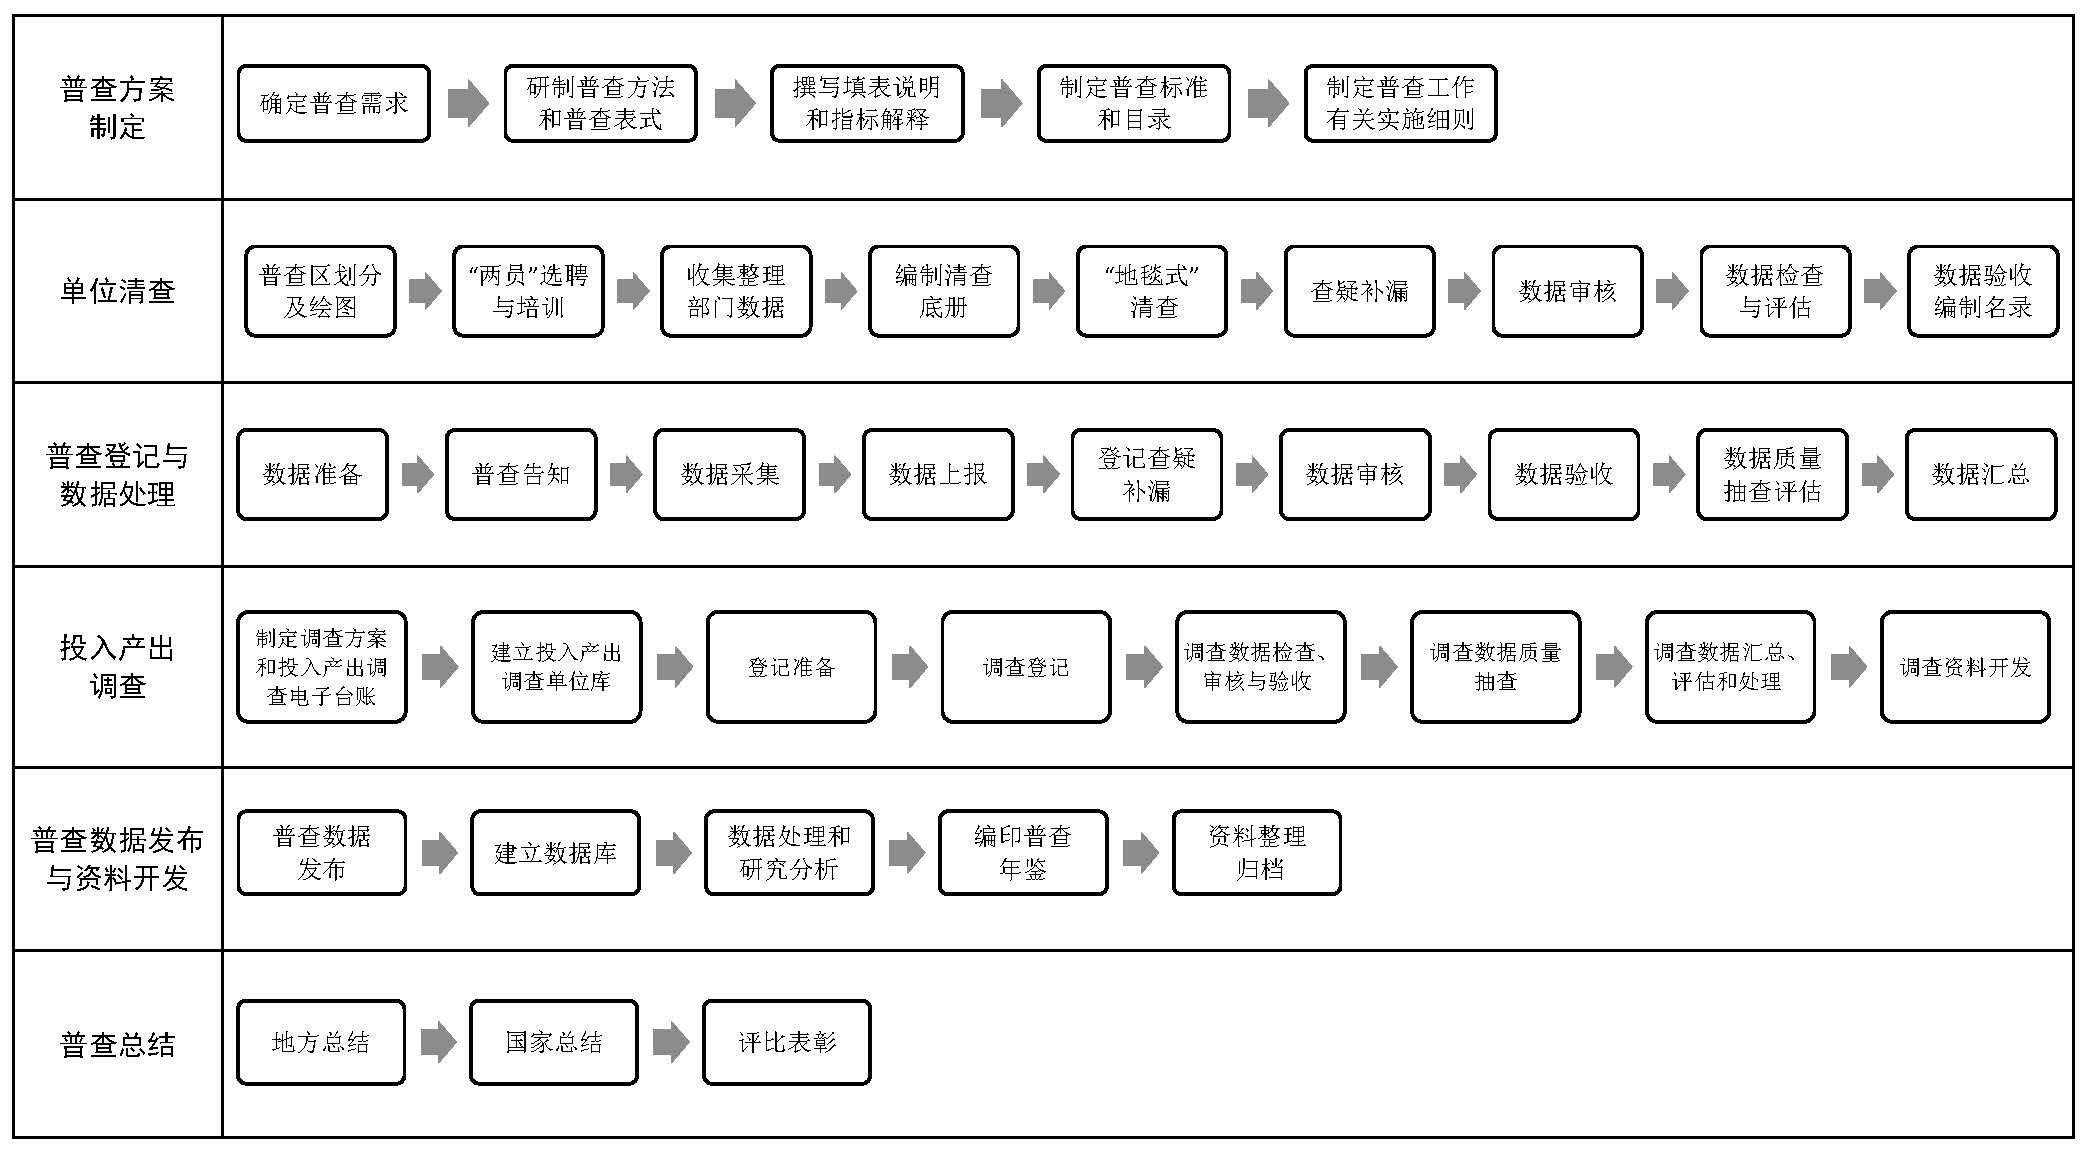 普查方案
制定
确定普查需求
研制普查方法
和普查表式
撰写填表说明
和指标解释
制定普查标准
和目录
制定普查工作
有关实施细则
单位清查
普查区划分
及绘图
“两员”选聘
与培训
收集整理
部门数据
编制清查
底册
“地毯式”
清查
查疑补漏
数据审核
数据检查
与评估
数据验收
编制名录
普查登记与
数据处理
数据准备
普查告知
数据采集
数据上报
登记查疑
补漏
数据审核
数据验收
数据质量
抽查评估
数据汇总
投入产出
调查
制定调查方案
和投入产出调
查电子台账
建立投入产出
调查单位库
登记准备
调查登记
调查数据检查、
审核与验收
调查数据质量
抽查
调查数据汇总、
评估和处理
调查资料开发
普查数据发布
与资料开发
普查数据
发布
建立数据库
数据处理和
研究分析
编印普查
年鉴
资料整理
归档
普查总结
地方总结
国家总结
评比表彰